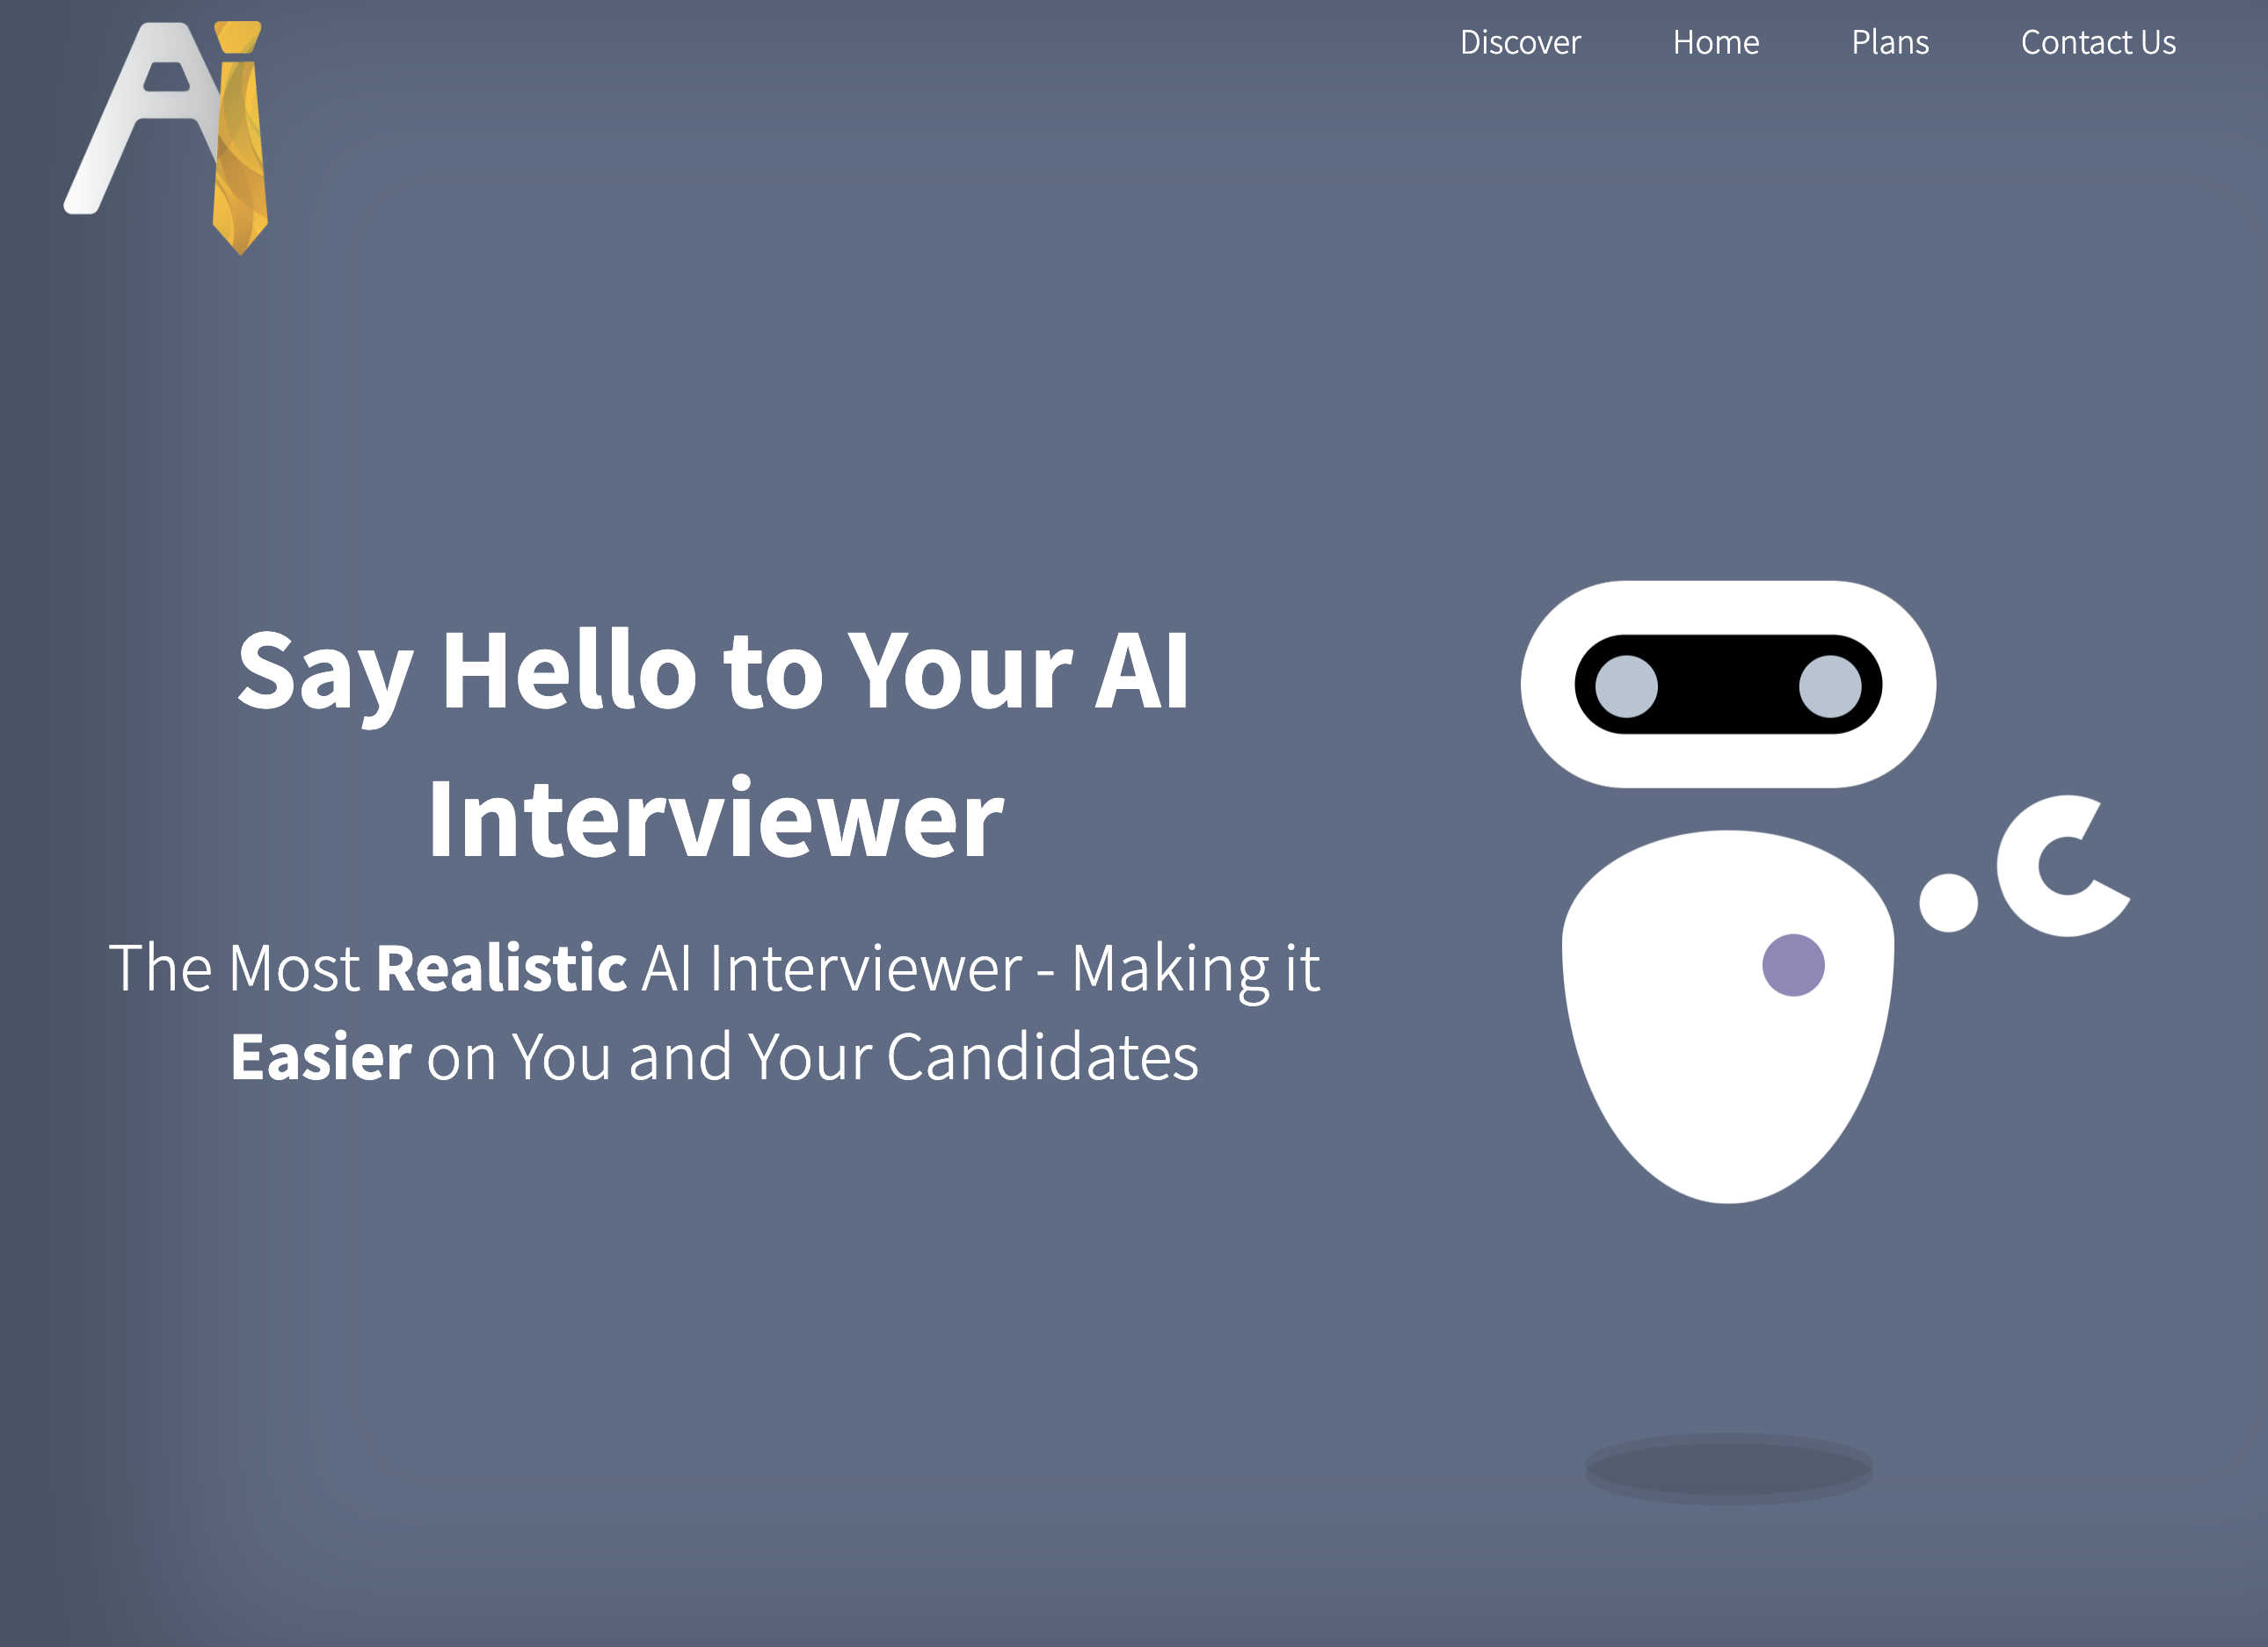 Ai
Discover Home Plans Contact Us
Say Hello to Your AI
Interviewer
The Most Realistic AI Interviewer - Making it
Easier on You and Your Candidates